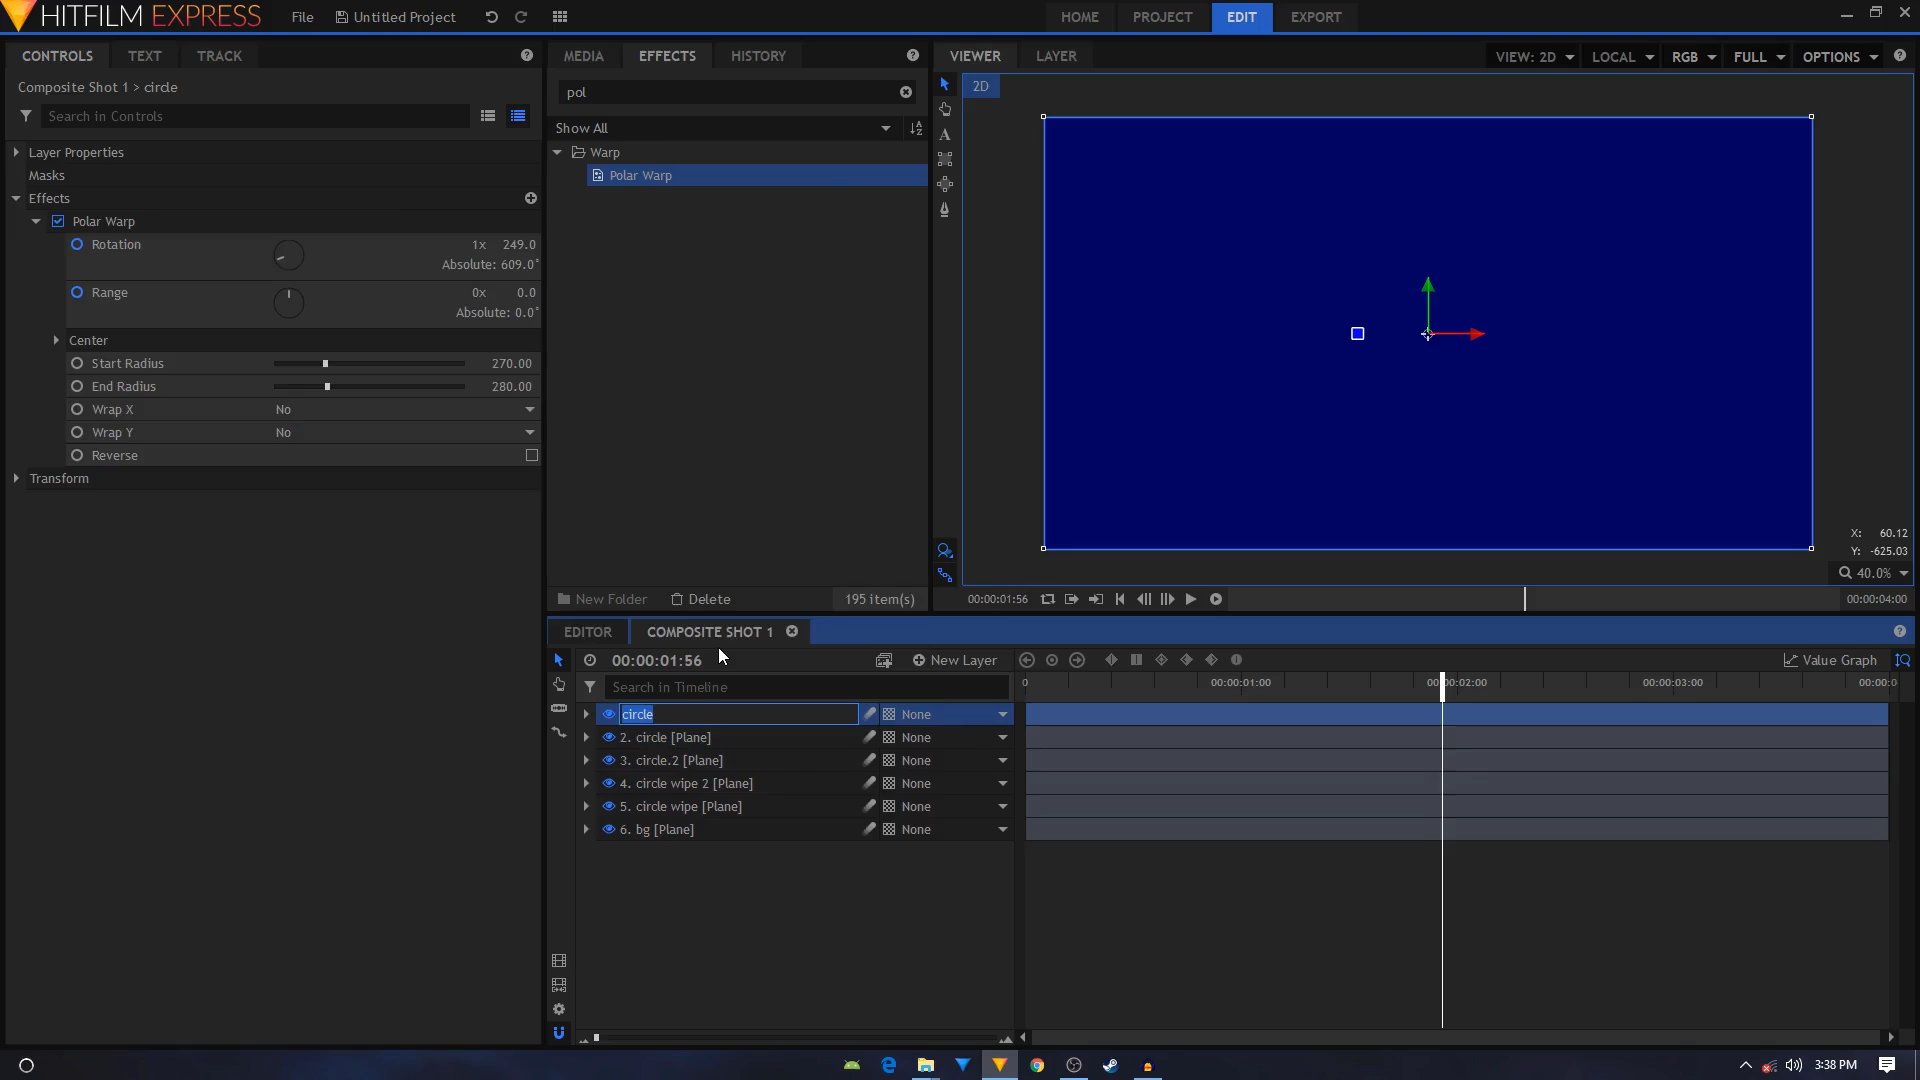 HITFILM EXPRESS
File
Untitled Project
HOME
PROJECT
EDIT
EXPORT
CONTROLS
TEXT
TRACK
Composite Shot 1 > circle
Search in Controls
Layer Properties
Masks
Effects
Polar Warp
Rotation
1x 249.0
Absolute: 609.0°
Range
0x 0.0
Absolute: 0.0°
Center
Start Radius
270.00
End Radius
280.00
Wrap X
No
Wrap Y
No
Reverse
Transform
MEDIA
EFFECTS
HISTORY
pol
Show All
Warp
Polar Warp
New Folder
Delete
195 item(s)
VIEWER
LAYER
VIEW: 2D
LOCAL
RGB
FULL
OPTIONS
2D
X: 60.12
Y: -625.03
40.0%
00:00:01:56
00:00:04:00
EDITOR
COMPOSITE SHOT 1
00:00:01:56
New Layer
Value Graph
Search in Timeline
0
00:00:01:00
00:00:02:00
00:00:03:00
00:00:0
circle
None
2. circle [Plane]
None
3. circle.2 [Plane]
None
4. circle wipe 2 [Plane]
None
5. circle wipe [Plane]
None
6. bg [Plane]
None
3:38 PM